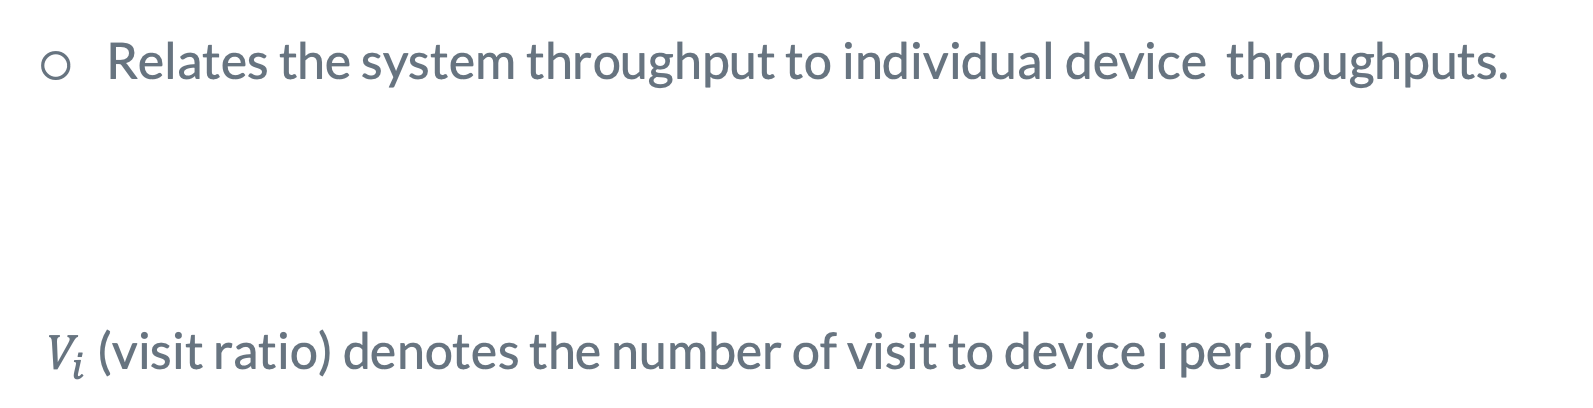 ○ Relates the system throughput to individual device throughputs.
Vᵢ (visit ratio) denotes the number of visit to device i per job